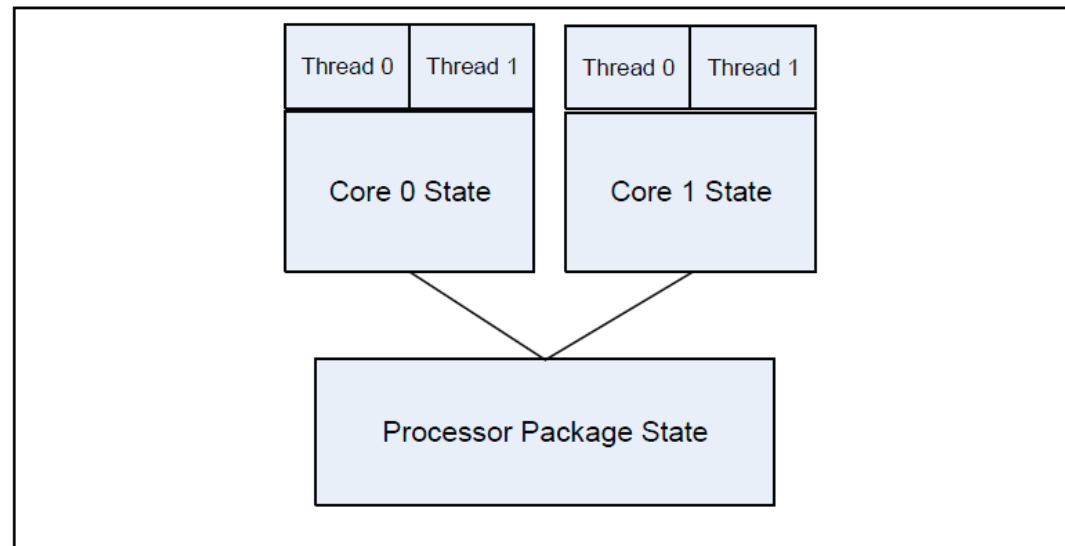 Thread 0 Thread 1 Thread 0 Thread 1
Core 0 State Core 1 State
Processor Package State